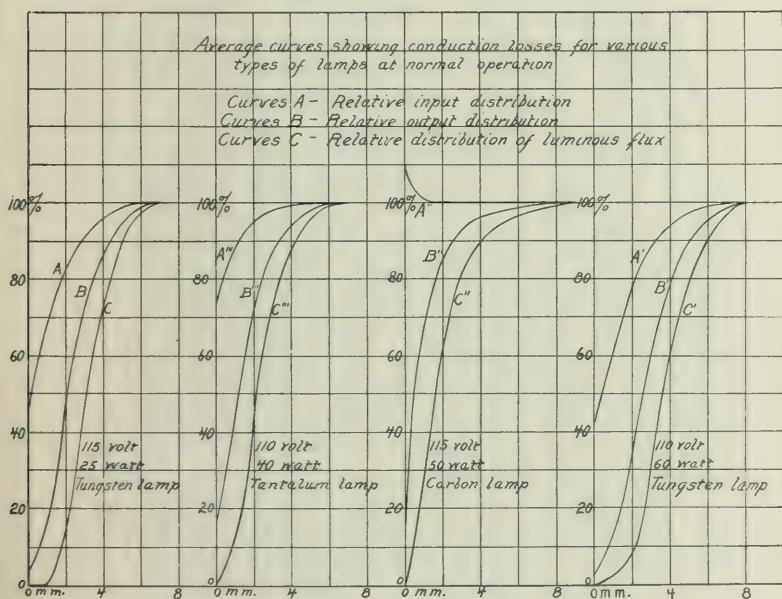 Average curves showing conduction losses for various
types of lamps at normal operation
Curves A - Relative input distribution
Curves B - Relative output distribution
Curves C - Relative distribution of luminous flux
100% 100% 100% 100%
A'' A''' B'' A' A B B'' C'' B' C C''' C'
80 80 80 80
60 60 60 60
40 40 40 40
115 volt 110 volt 115 volt 110 volt
25 watt 40 watt 50 watt 60 watt
Tungsten lamp Tantalum lamp Carbon lamp Tungsten lamp
20 20 20 20
0 0 0 0
0 mm. 4 8 0 mm. 4 8 0 mm. 4 8 0 mm. 4 8